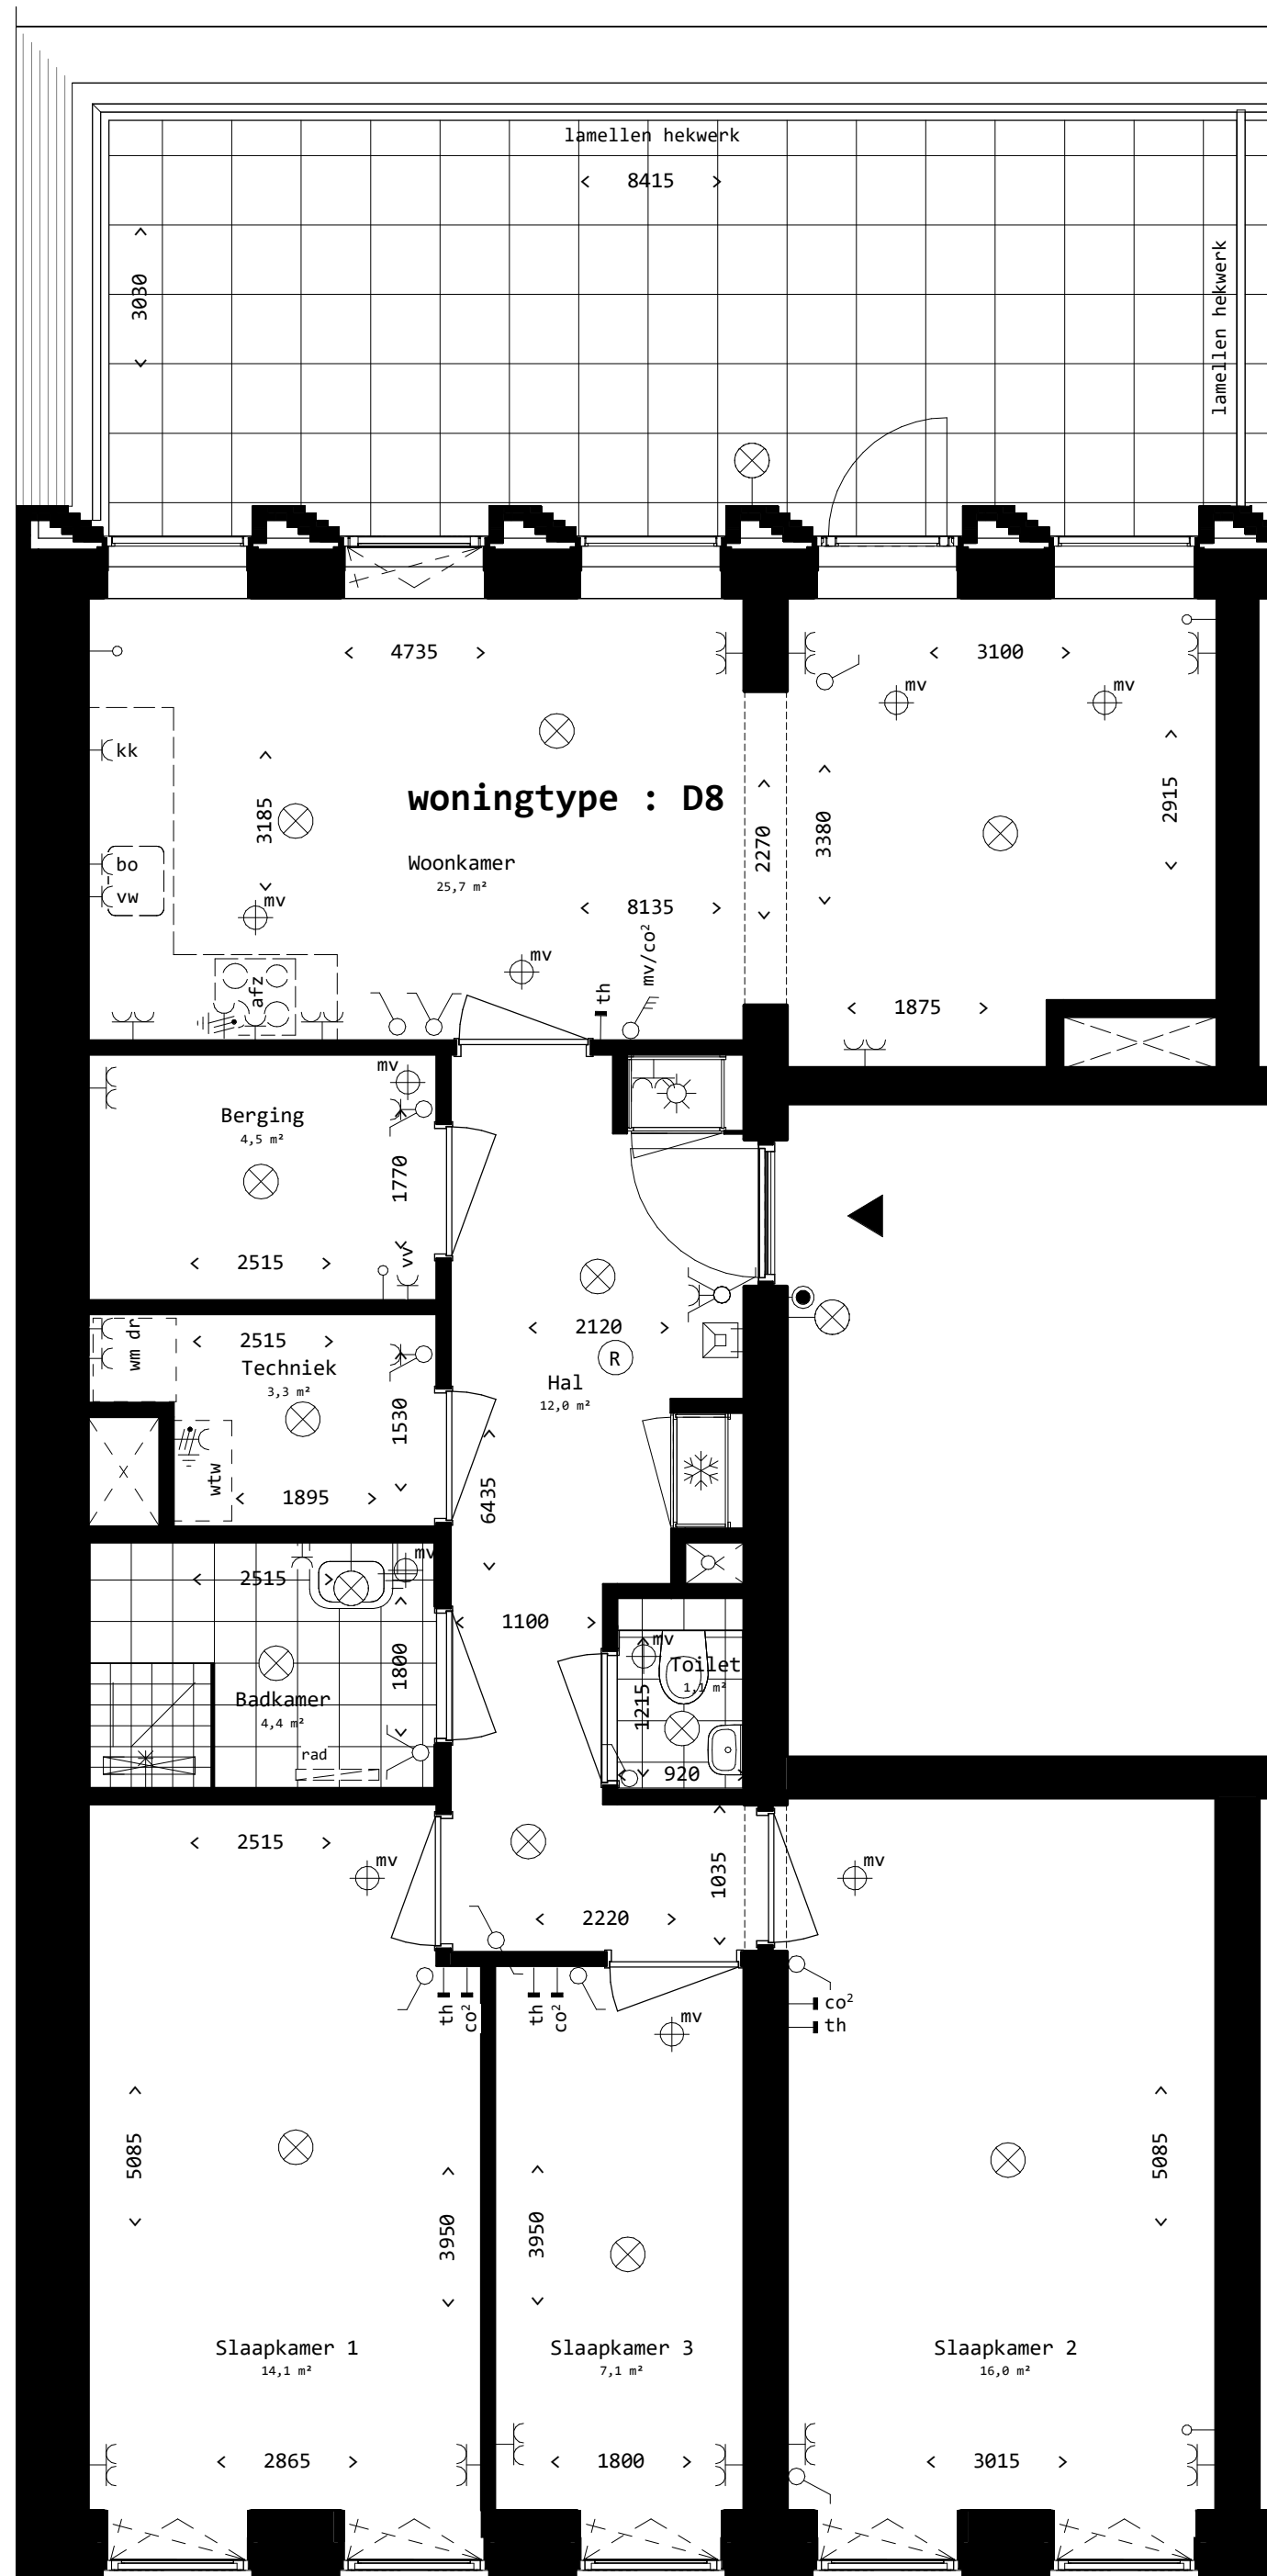 lamellen hekwerk
8415
3030
lamellen hekwerk
4735
3100
mv
mv
kk
3185
woningtype : D8
2270
3380
2915
Woonkamer
25,7 m²
bo
vw
mv
8135
mv
mv/co²
th
afz
1875
mv
Berging
4,5 m²
1770
2515
vv
2120
R
wm dr
2515
Techniek
3,3 m²
Hal
12,0 m²
1530
wtw
1895
6435
mv
2515
1100
1800
mv
Toilet
1,1 m²
1215
Badkamer
4,4 m²
rad
920
2515
mv
1035
mv
2220
th
co²
th
co²
mv
co²
th
5085
3950
3950
5085
Slaapkamer 1
14,1 m²
Slaapkamer 3
7,1 m²
Slaapkamer 2
16,0 m²
2865
1800
3015